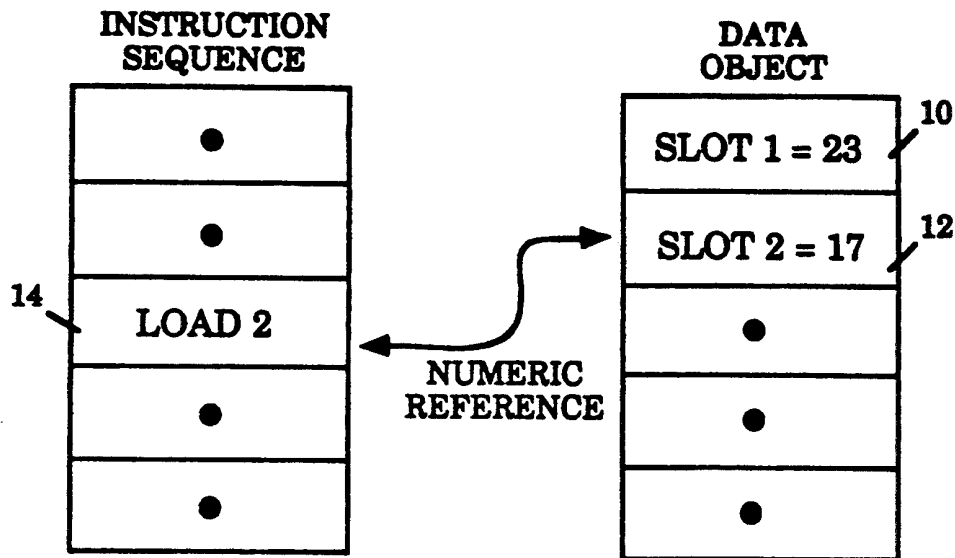 INSTRUCTION
SEQUENCE
14
LOAD 2
NUMERIC
REFERENCE
DATA
OBJECT
SLOT 1 = 23
10
SLOT 2 = 17
12